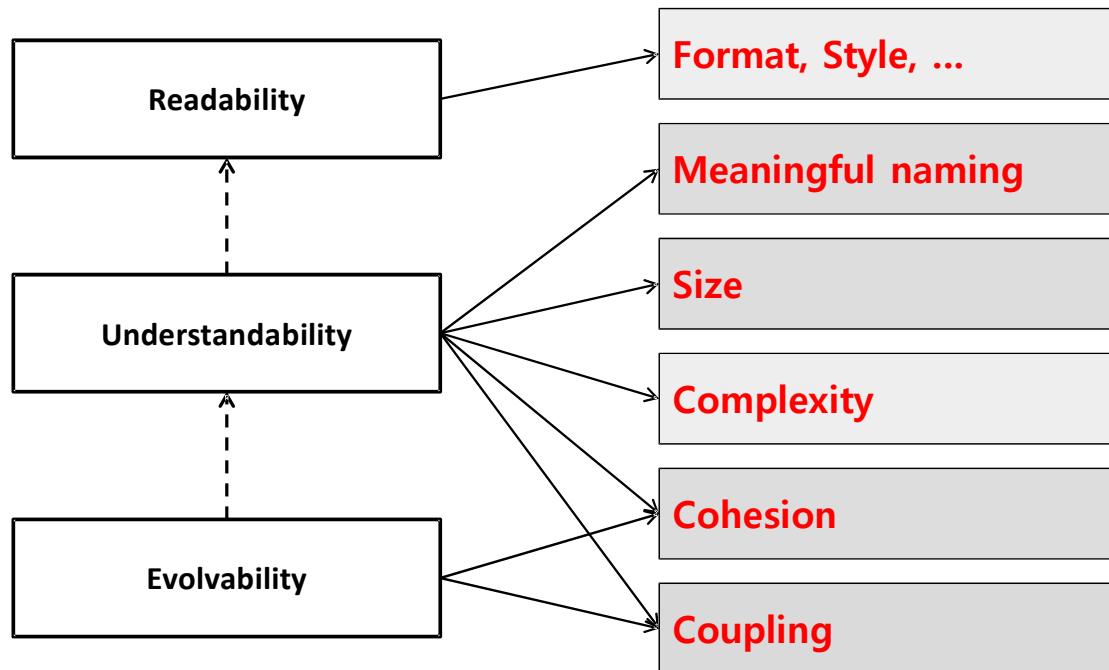 Readability
Understandability
Evolvability
Format, Style, ...
Meaningful naming
Size
Complexity
Cohesion
Coupling